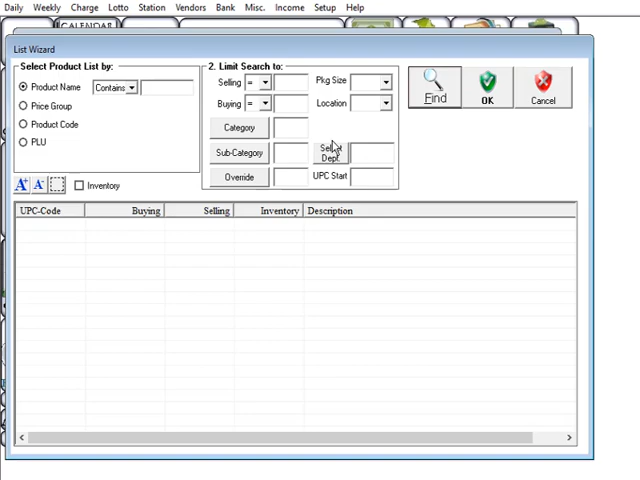 Daily Weekly Charge Lotto Station Vendors Bank Misc. Income Setup Help
CALENDAR
List Wizard
Select Product List by:
Product Name Contains
Price Group
Product Code
PLU
A+ A- Inventory
2. Limit Search to:
Selling = Pkg Size
Buying = Location
Category
Sub-Category Select
Dept.
Override UPC Start
Find OK Cancel
UPC-Code Buying Selling Inventory Description